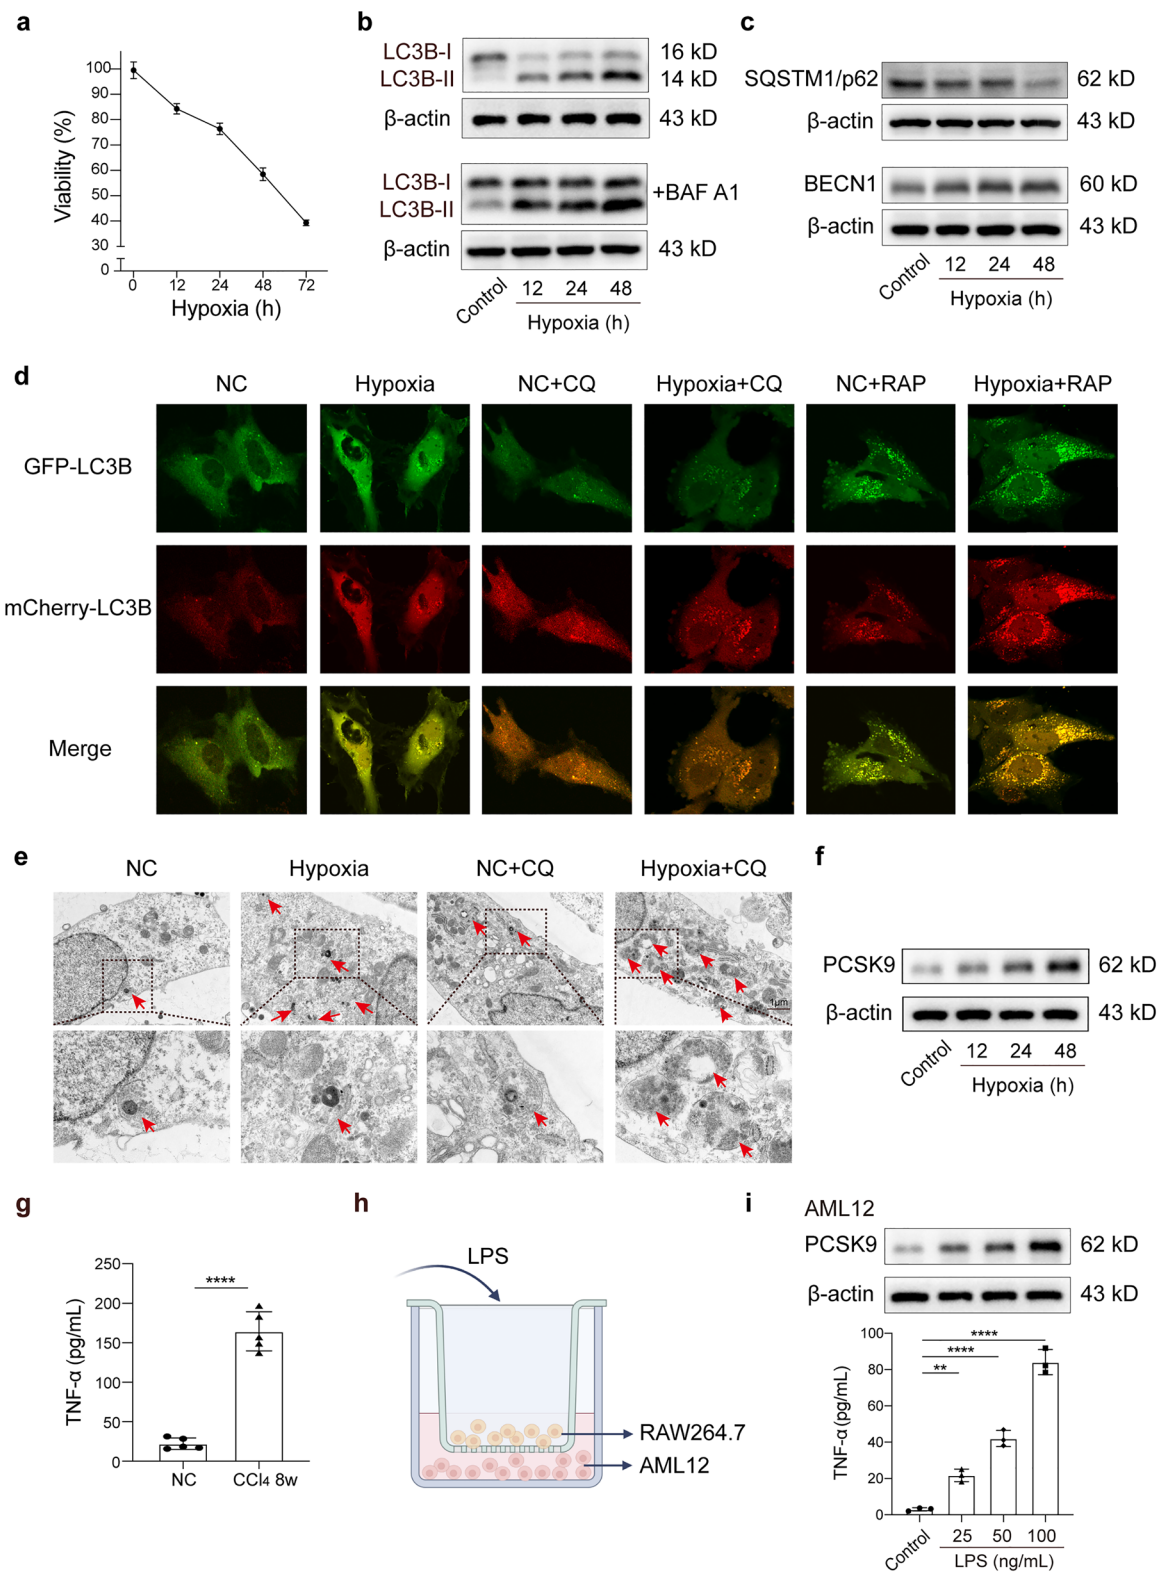 a
Viability (%)
100
90
80
70
60
50
40
30
0
0 12 24 48 72
Hypoxia (h)
b
LC3B-I 16 kD
LC3B-II 14 kD
β-actin 43 kD
LC3B-I
LC3B-II
+BAF A1
β-actin 43 kD
Control 12 24 48
Hypoxia (h)
c
SQSTM1/p62 62 kD
β-actin 43 kD
BECN1 60 kD
β-actin 43 kD
Control 12 24 48
Hypoxia (h)
d
NC Hypoxia NC+CQ Hypoxia+CQ NC+RAP Hypoxia+RAP
GFP-LC3B
mCherry-LC3B
Merge
e
NC Hypoxia NC+CQ Hypoxia+CQ
1μm
f
PCSK9 62 kD
β-actin 43 kD
Control 12 24 48
Hypoxia (h)
g
TNF-α (pg/mL)
250
200
150
100
50
0
****
NC CCl4 8w
h
LPS
RAW264.7
AML12
i
AML12
PCSK9 62 kD
β-actin 43 kD
TNF-α(pg/mL)
100
80
60
40
20
0
****
****
**
Control 25 50 100
LPS (ng/mL)